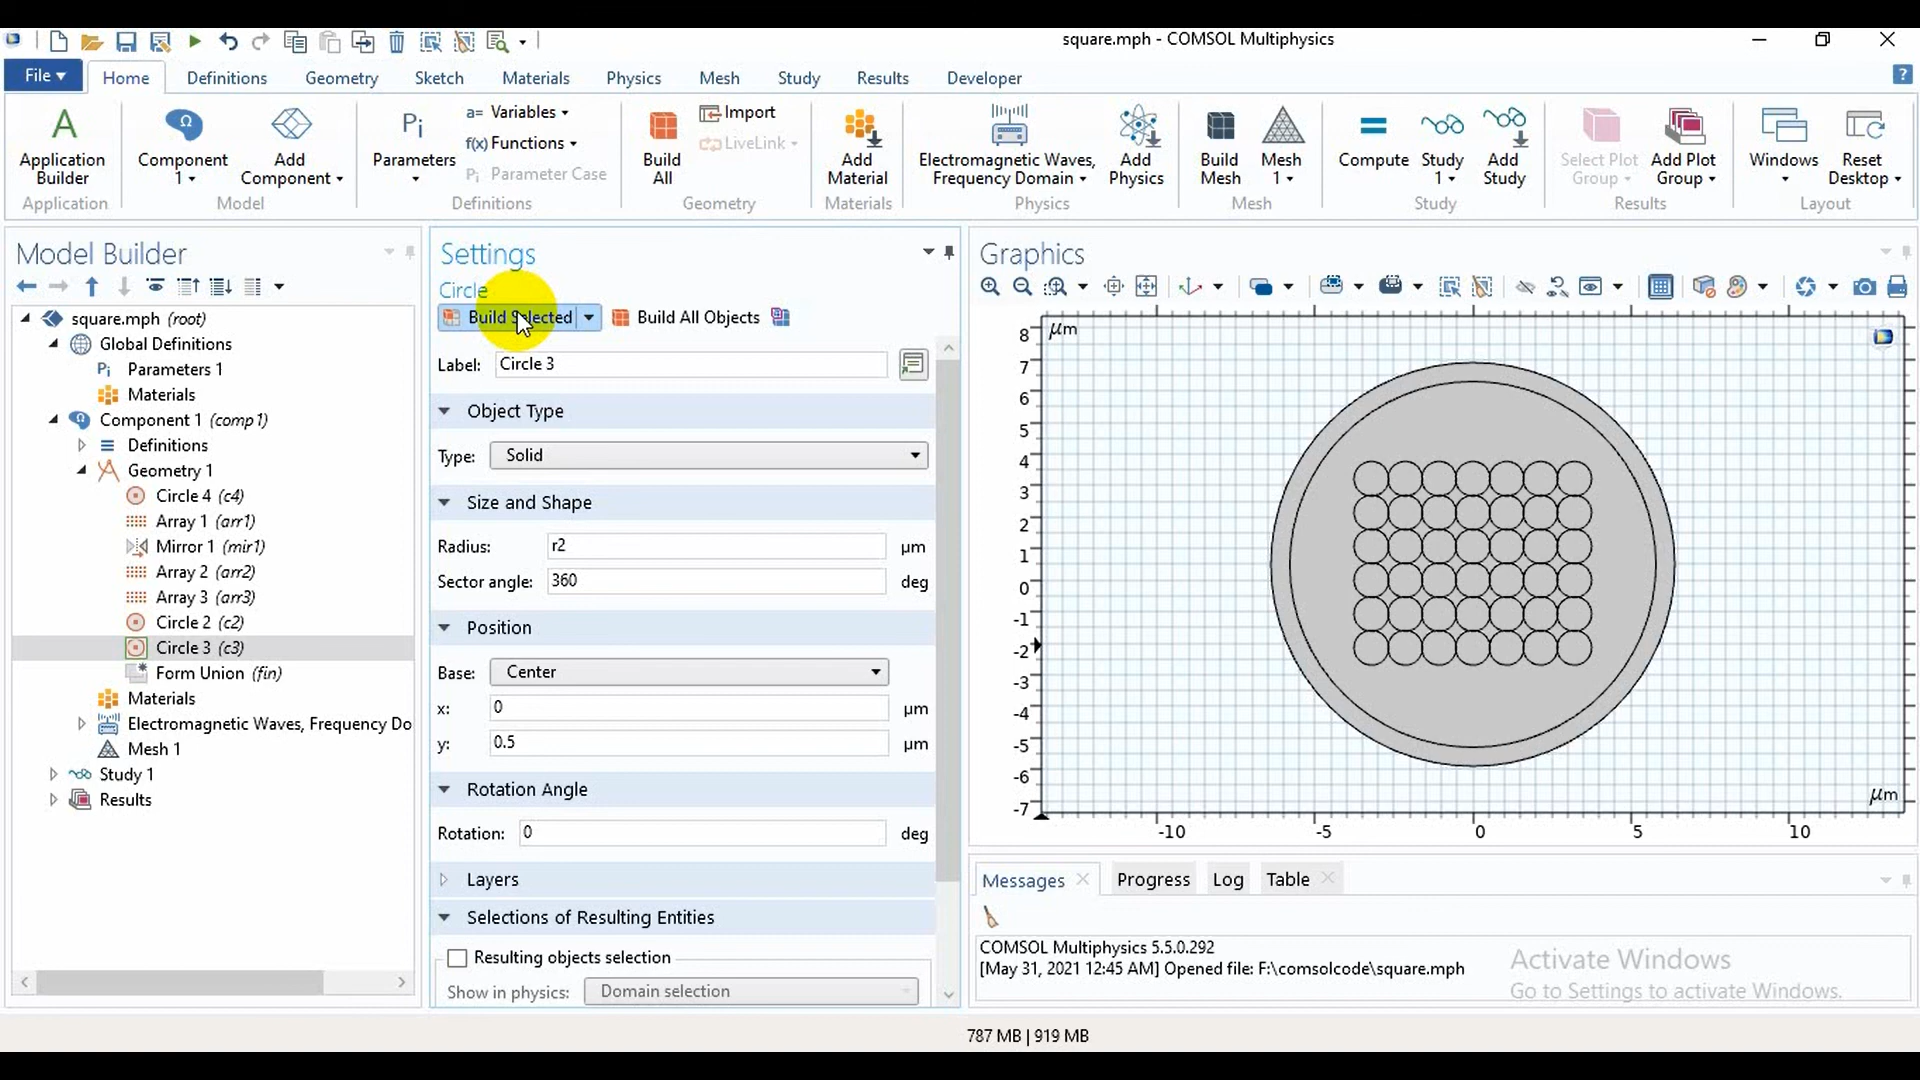 square.mph - COMSOL Multiphysics
File
Home
Definitions
Geometry
Sketch
Materials
Physics
Mesh
Study
Results
Developer
?
A
Application
Builder
Application
Component
1
Add
Component
Model
Pi
Parameters
a= Variables
f(x) Functions
Pi Parameter Case
Definitions
Build
All
Import
LiveLink
Geometry
Add
Material
Materials
Electromagnetic Waves,
Frequency Domain
Add
Physics
Physics
Build
Mesh
Mesh
1
Mesh
Compute
Study
1
Add
Study
Study
Select Plot
Group
Add Plot
Group
Results
Windows
Reset
Desktop
Layout
Model Builder
square.mph (root)
Global Definitions
Pi Parameters 1
Materials
Component 1 (comp1)
Definitions
Geometry 1
Circle 4 (c4)
Array 1 (arr1)
Mirror 1 (mir1)
Array 2 (arr2)
Array 3 (arr3)
Circle 2 (c2)
Circle 3 (c3)
Form Union (fin)
Materials
Electromagnetic Waves, Frequency Do
Mesh 1
Study 1
Results
Settings
Circle
Build Selected
Build All Objects
Label: Circle 3
Object Type
Type: Solid
Size and Shape
Radius: r2 μm
Sector angle: 360 deg
Position
Base: Center
x: 0 μm
y: 0.5 μm
Rotation Angle
Rotation: 0 deg
Layers
Selections of Resulting Entities
Resulting objects selection
Show in physics: Domain selection
Graphics
μm
8
7
6
5
4
3
2
1
0
-1
-2
-3
-4
-5
-6
-7
μm
-10
-5
0
5
10
Messages
Progress
Log
Table
COMSOL Multiphysics 5.5.0.292
[May 31, 2021 12:45 AM] Opened file: F:\comsolcode\square.mph
Activate Windows
Go to Settings to activate Windows.
787 MB | 919 MB